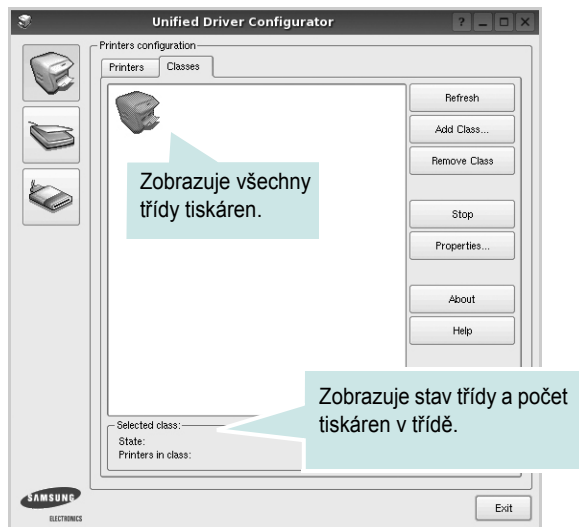 Unified Driver Configurator
Printers configuration
Printers
Classes
Refresh
Add Class...
Remove Class
Zobrazuje všechny
třídy tiskáren.
Stop
Properties...
About
Help
Zobrazuje stav třídy a počet
tiskáren v třídě.
Selected class:
State:
Printers in class:
SAMSUNG
ELECTRONICS
Exit